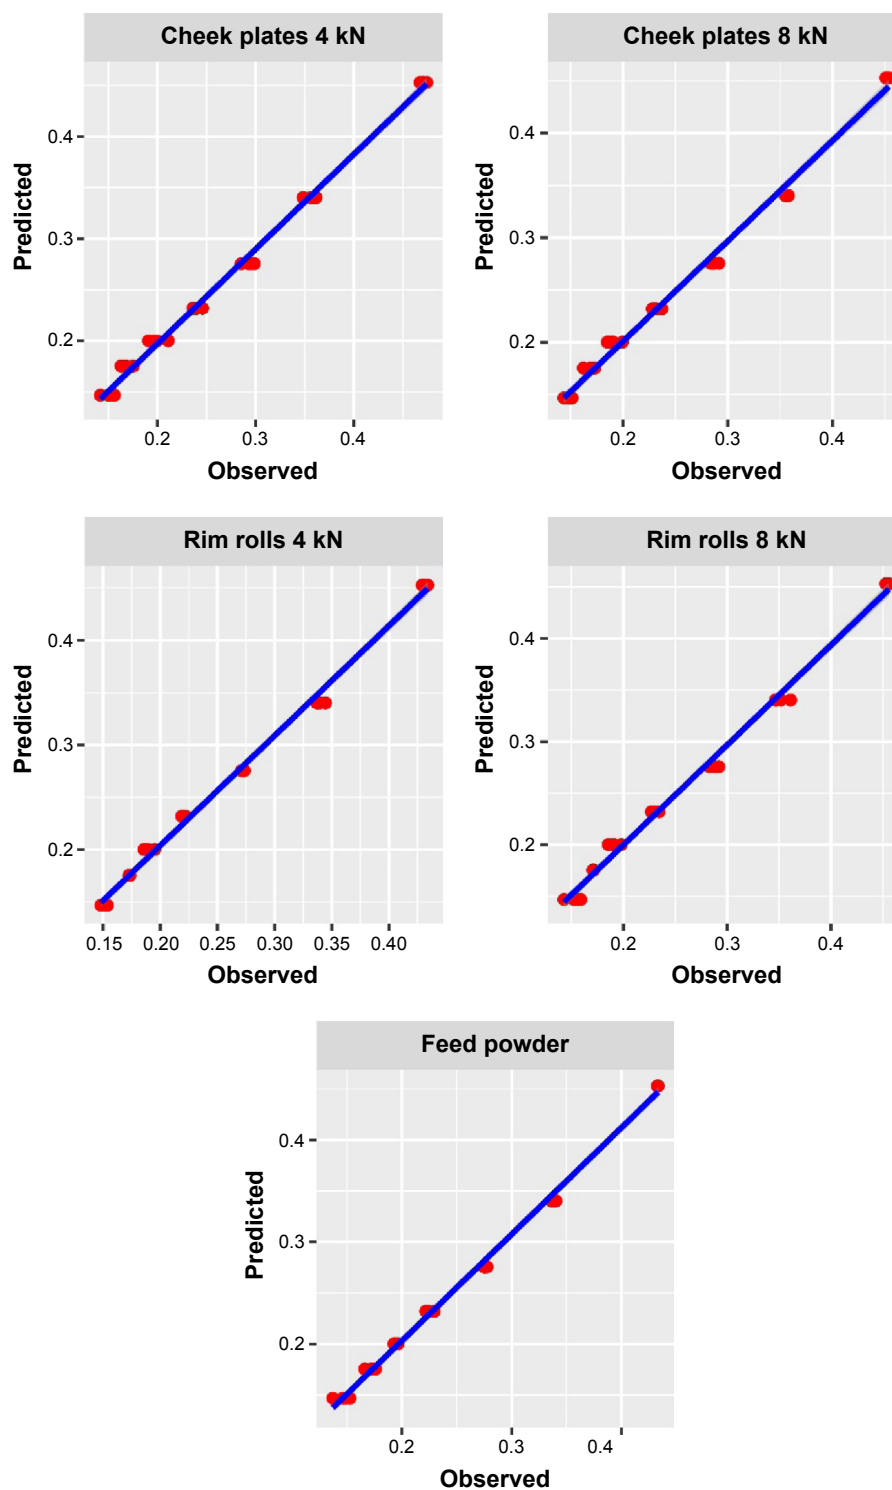 Cheek plates 4 kN
Predicted
0.4
0.3
0.2
0.2 0.3 0.4
Observed
Cheek plates 8 kN
Predicted
0.4
0.3
0.2
0.2 0.3 0.4
Observed
Rim rolls 4 kN
Predicted
0.4
0.3
0.2
0.15 0.20 0.25 0.30 0.35 0.40
Observed
Rim rolls 8 kN
Predicted
0.4
0.3
0.2
0.2 0.3 0.4
Observed
Feed powder
Predicted
0.4
0.3
0.2
0.2 0.3 0.4
Observed